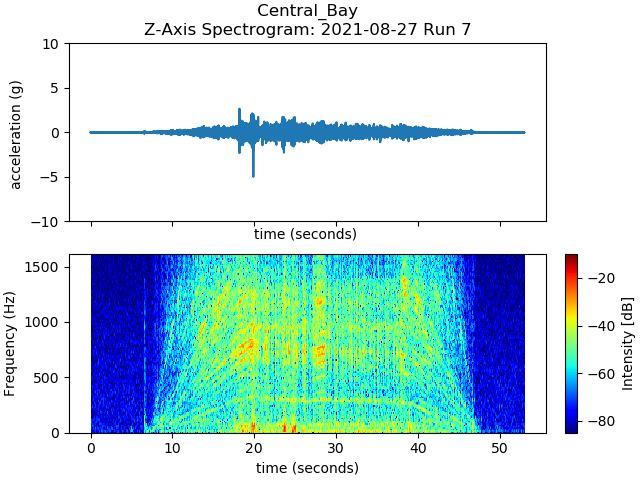 Central_Bay
Z-Axis Spectrogram: 2021-08-27 Run 7
10
5
0
−5
−10
acceleration (g)
time (seconds)
1500
1000
500
0
Frequency (Hz)
0 10 20 30 40 50
time (seconds)
−20
−40
−60
−80
Intensity [dB]